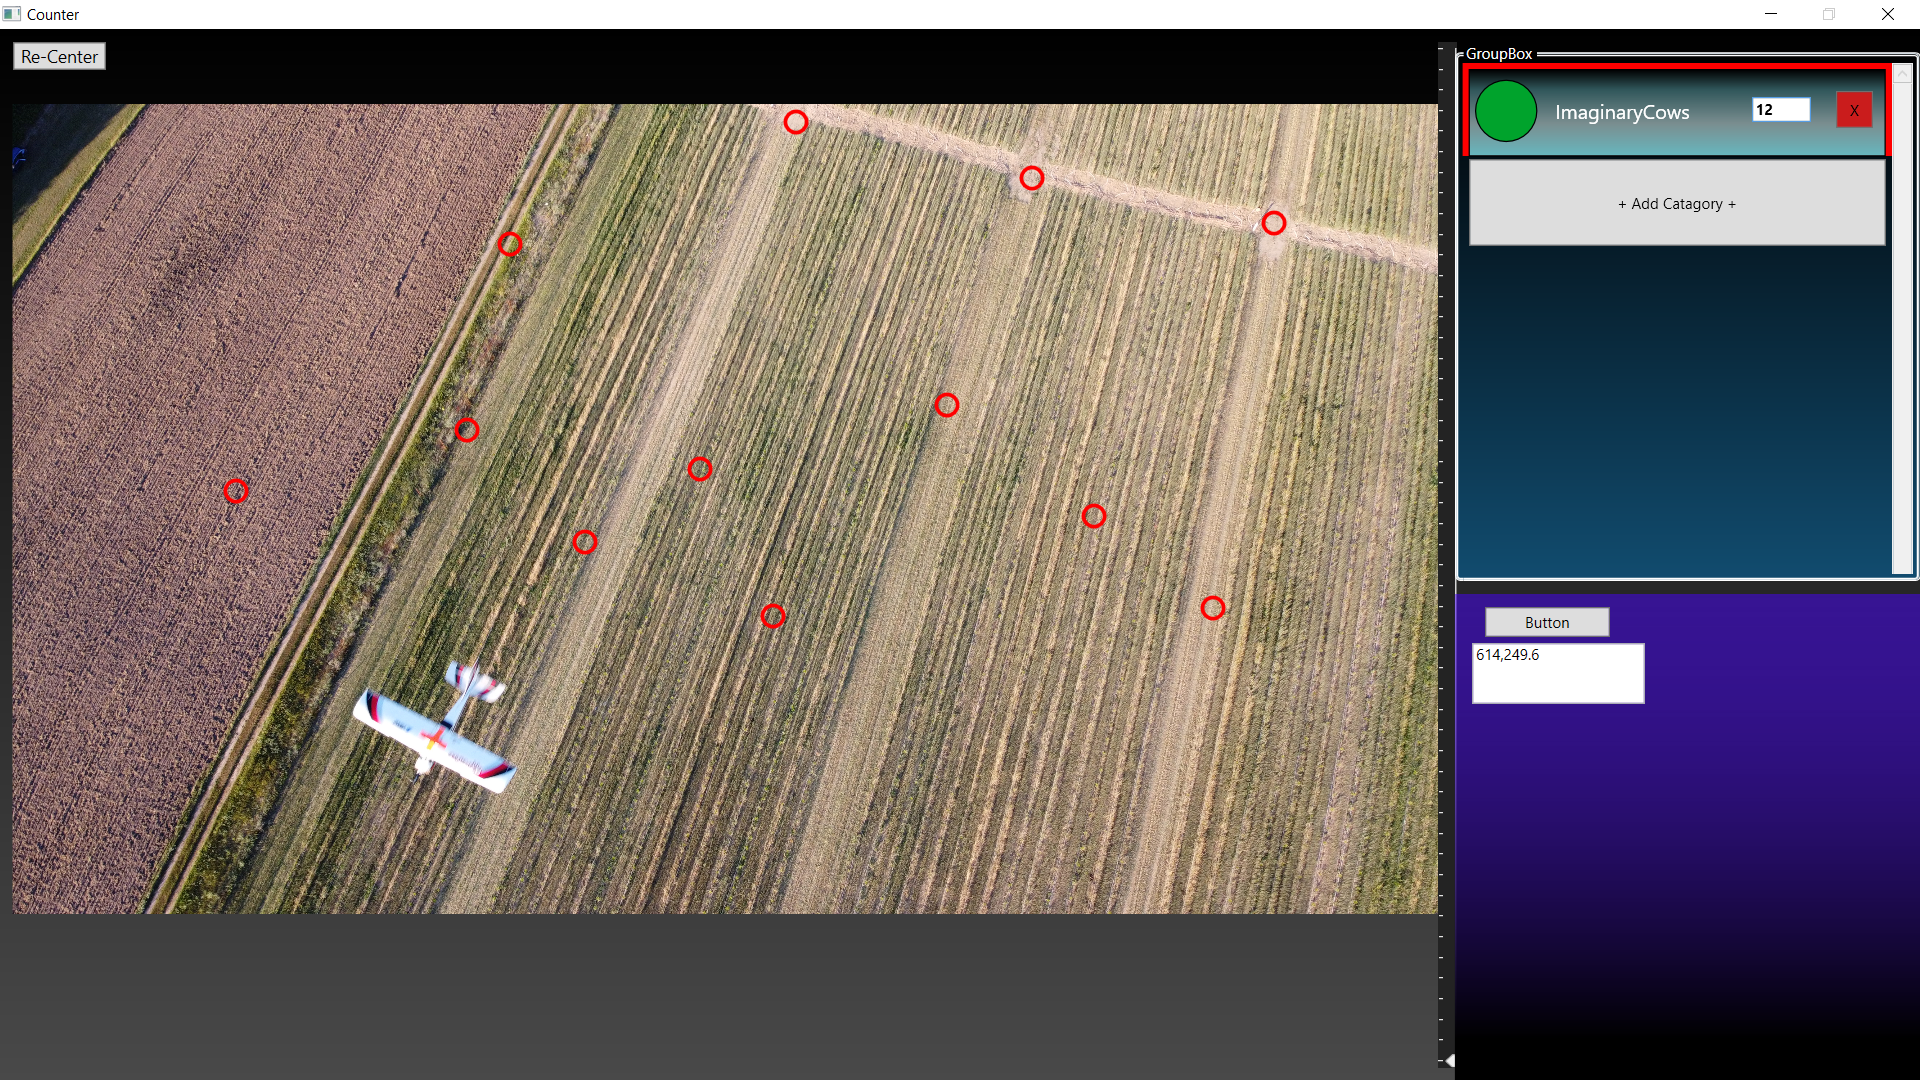 Counter
Re-Center
GroupBox
ImaginaryCows 12 X
+ Add Catagory +
Button
614,249.6